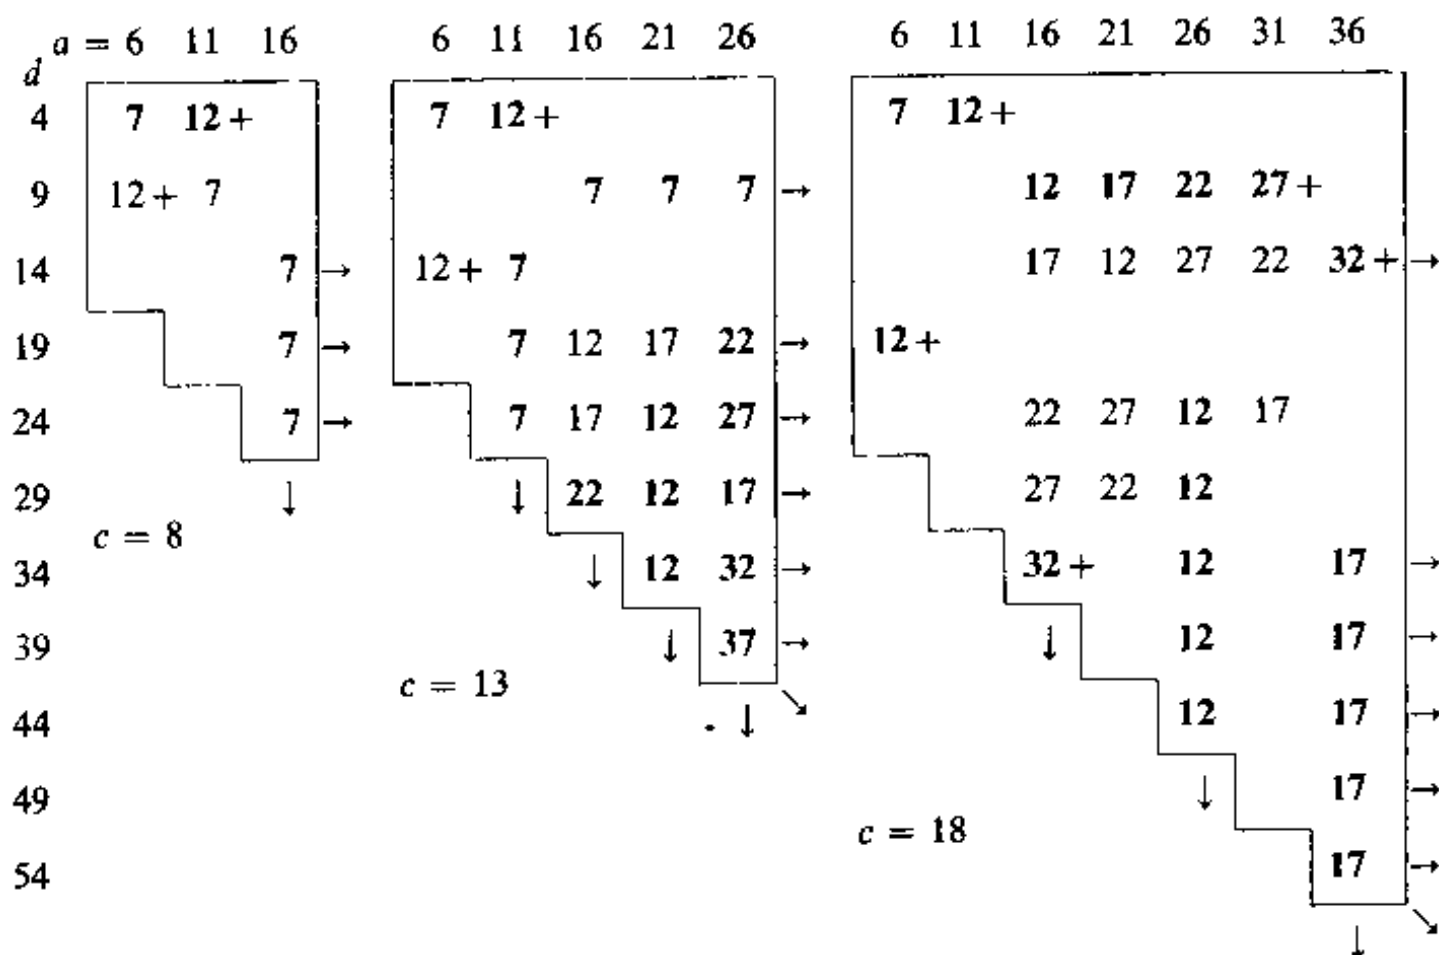 a = 6 11 16 6 11 16 21 26 6 11 16 21 26 31 36
d
4 7 12 + 7 12 + 7 12 +
9 12 + 7 7 7 7 → 12 17 22 27 +
14 7 → 12 + 7 17 12 27 22 32 + →
19 7 → 7 12 17 22 → 12 +
24 7 → 7 17 12 27 → 22 27 12 17
29 ↓ ↓ 22 12 17 → 27 22 12
c = 8
34 ↓ 12 32 → 32 + 12 17 →
39 ↓ 37 → ↓ 12 17 →
c = 13
44 ↓ ↘ 12 17 →
49 ↓ 17 →
c = 18
54 17 →
↓ ↘